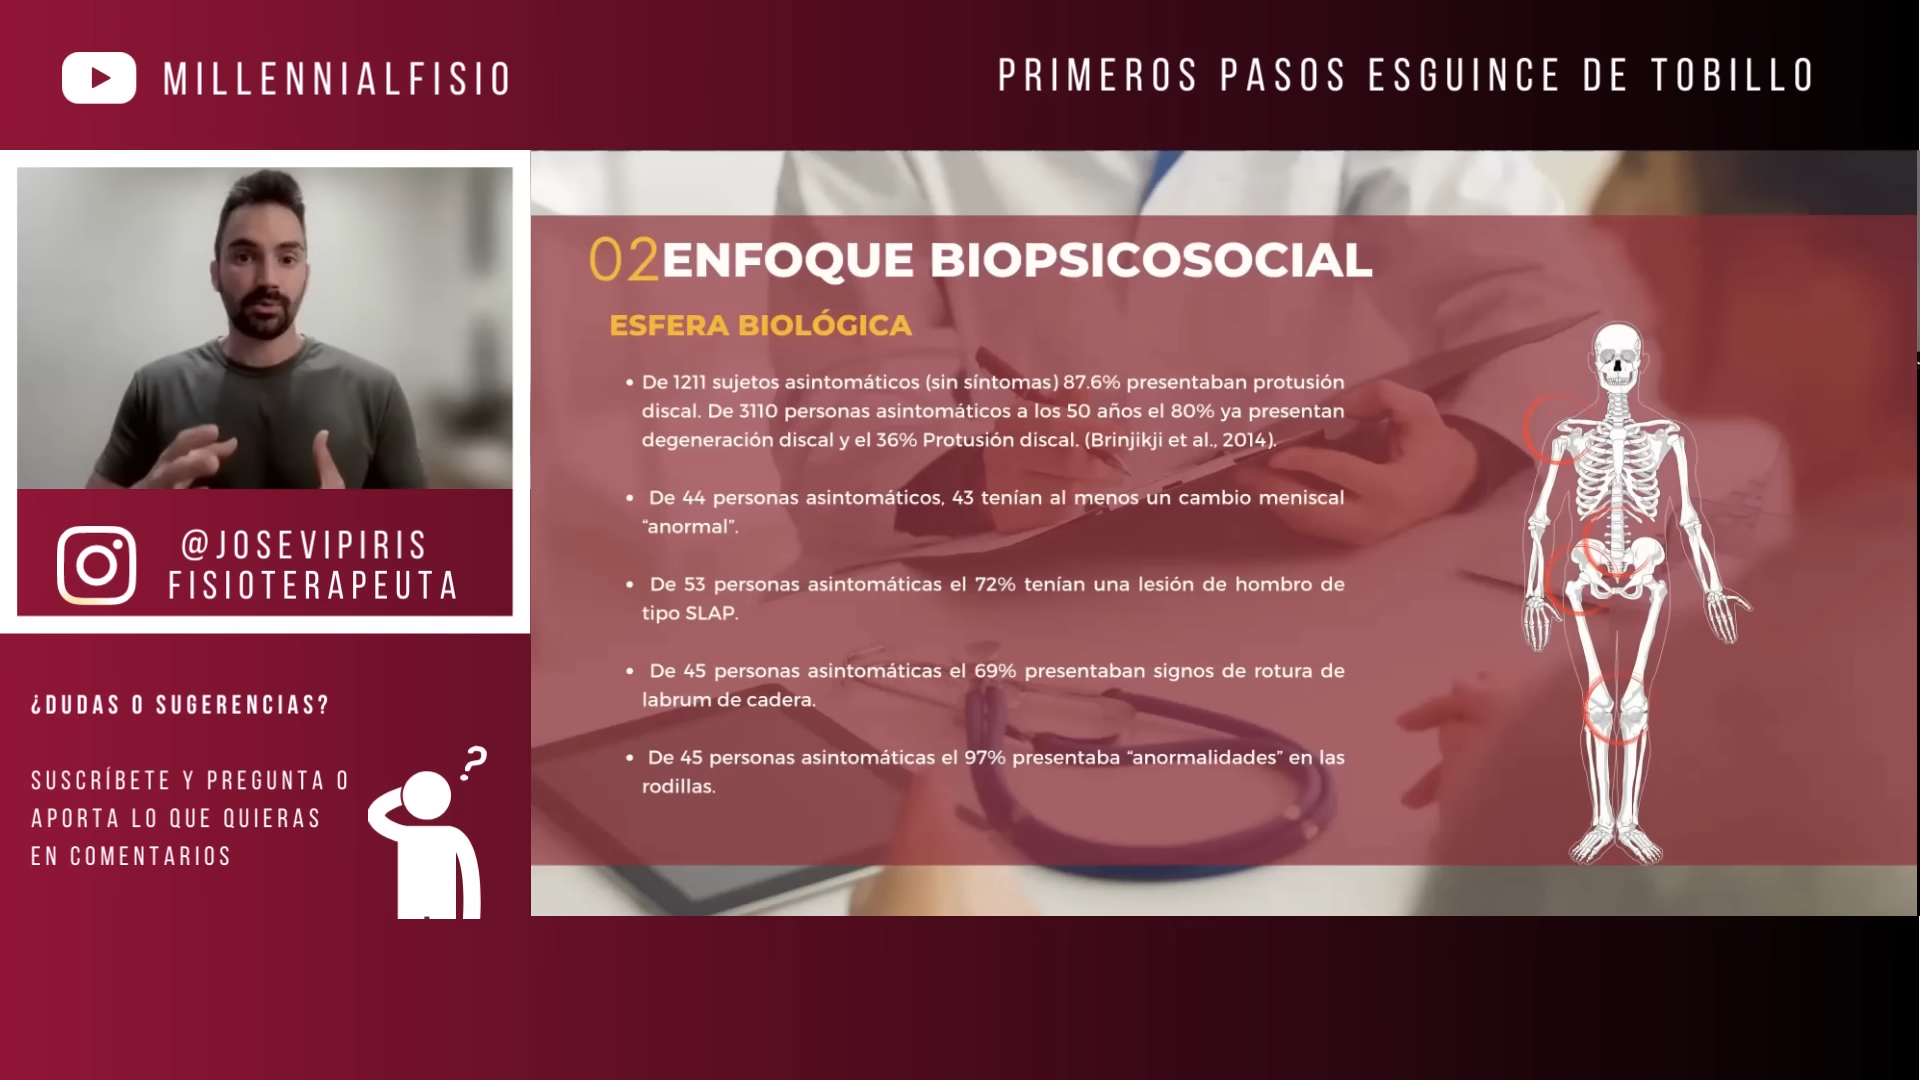 MILLENNIALFISIO
PRIMEROS PASOS ESGUINCE DE TOBILLO
@JOSEVIPIRIS
FISIOTERAPEUTA
¿DUDAS O SUGERENCIAS?
SUSCRÍBETE Y PREGUNTA O
APORTA LO QUE QUIERAS
EN COMENTARIOS
?
02 ENFOQUE BIOPSICOSOCIAL
ESFERA BIOLÓGICA
• De 1211 sujetos asintomáticos (sin síntomas) 87.6% presentaban protusión
discal. De 3110 personas asintomáticos a los 50 años el 80% ya presentan
degeneración discal y el 36% Protusión discal. (Brinjikji et al., 2014).
• De 44 personas asintomáticos, 43 tenían al menos un cambio meniscal
“anormal”.
• De 53 personas asintomáticas el 72% tenían una lesión de hombro de
tipo SLAP.
• De 45 personas asintomáticas el 69% presentaban signos de rotura de
labrum de cadera.
• De 45 personas asintomáticas el 97% presentaba “anormalidades” en las
rodillas.